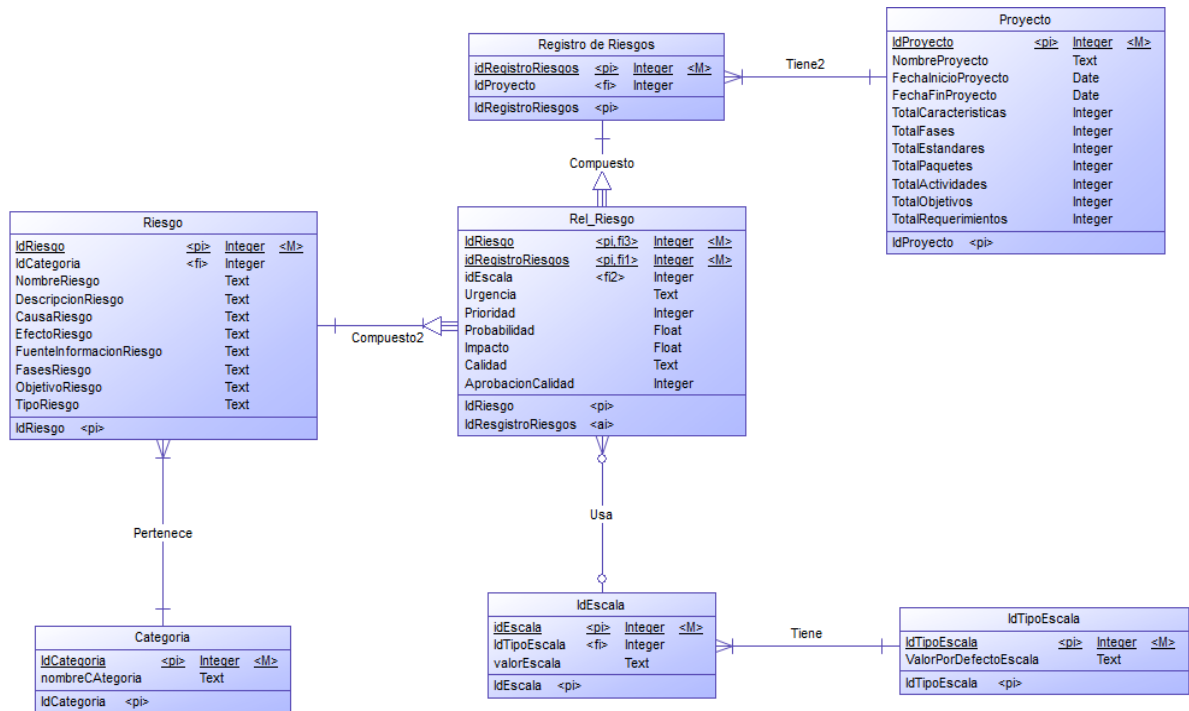 Registro de Riesgos
idRegistroRiesgos <pi> Integer <M>
IdProyecto <fi> Integer
IdRegistroRiesgos <pi>
Tiene2
Proyecto
IdProyecto <pi> Integer <M>
NombreProyecto Text
FechaInicioProyecto Date
FechaFinProyecto Date
TotalCaracteristicas Integer
TotalFases Integer
TotalEstandares Integer
TotalPaquetes Integer
TotalActividades Integer
TotalObjetivos Integer
TotalRequerimientos Integer
IdProyecto <pi>
Compuesto
Riesgo
IdRiesgo <pi> Integer <M>
IdCategoria <fi> Integer
NombreRiesgo Text
DescripcionRiesgo Text
CausaRiesgo Text
EfectoRiesgo Text
FuenteInformacionRiesgo Text
FasesRiesgo Text
ObjetivoRiesgo Text
TipoRiesgo Text
IdRiesgo <pi>
Compuesto2
Rel_Riesgo
IdRiesgo <pi,fi3> Integer <M>
idRegistroRiesgos <pi,fi1> Integer <M>
idEscala <fi2> Integer
Urgencia Text
Prioridad Integer
Probabilidad Float
Impacto Float
Calidad Text
AprobacionCalidad Integer
IdRiesgo <pi>
IdResgistroRiesgos <ai>
Pertenece
Usa
Categoria
IdCategoria <pi> Integer <M>
nombreCAtegoria Text
IdCategoria <pi>
IdEscala
idEscala <pi> Integer <M>
IdTipoEscala <fi> Integer
valorEscala Text
IdEscala <pi>
Tiene
IdTipoEscala
IdTipoEscala <pi> Integer <M>
ValorPorDefectoEscala Text
IdTipoEscala <pi>